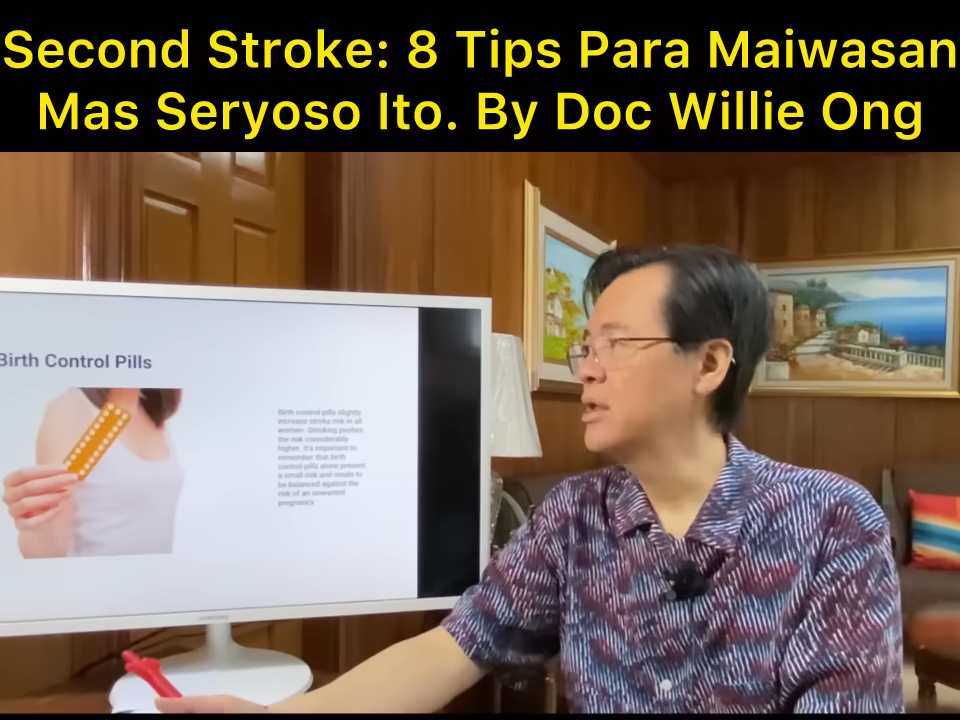 Second Stroke: 8 Tips Para Maiwasan
Mas Seryoso Ito. By Doc Willie Ong
Birth Control Pills
Birth control pills slightly
increase stroke risk in all
women. Smoking pushes
the risk considerably
higher. It's important to
remember that birth
control pills alone present
a small risk and needs to
be balanced against the
risk of an unwanted
pregnancy
SAMSUNG